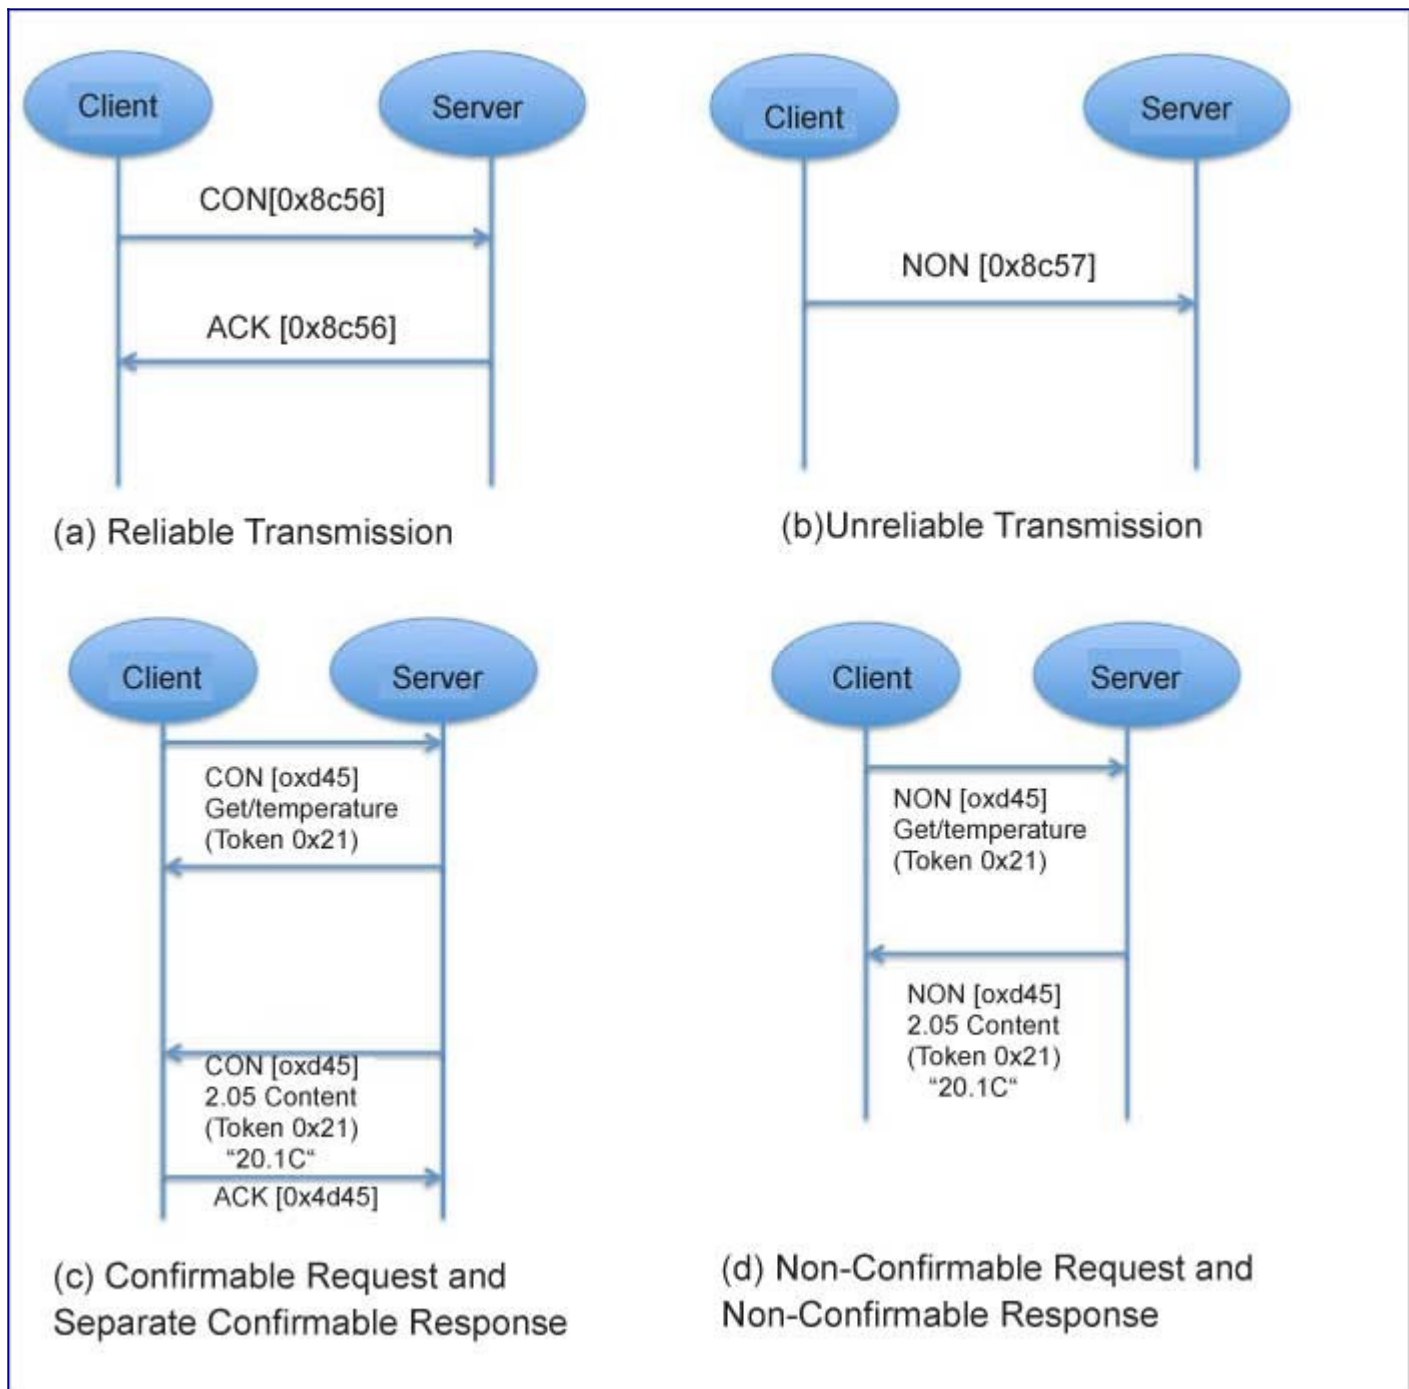 Client
Server
CON[0x8c56]
ACK [0x8c56]
(a) Reliable Transmission
Client
Server
NON [0x8c57]
(b)Unreliable Transmission
Client
Server
CON [oxd45]
Get/temperature
(Token 0x21)
CON [oxd45]
2.05 Content
(Token 0x21)
“20.1C“
ACK [0x4d45]
(c) Confirmable Request and
Separate Confirmable Response
Client
Server
NON [oxd45]
Get/temperature
(Token 0x21)
NON [oxd45]
2.05 Content
(Token 0x21)
“20.1C“
(d) Non-Confirmable Request and
Non-Confirmable Response